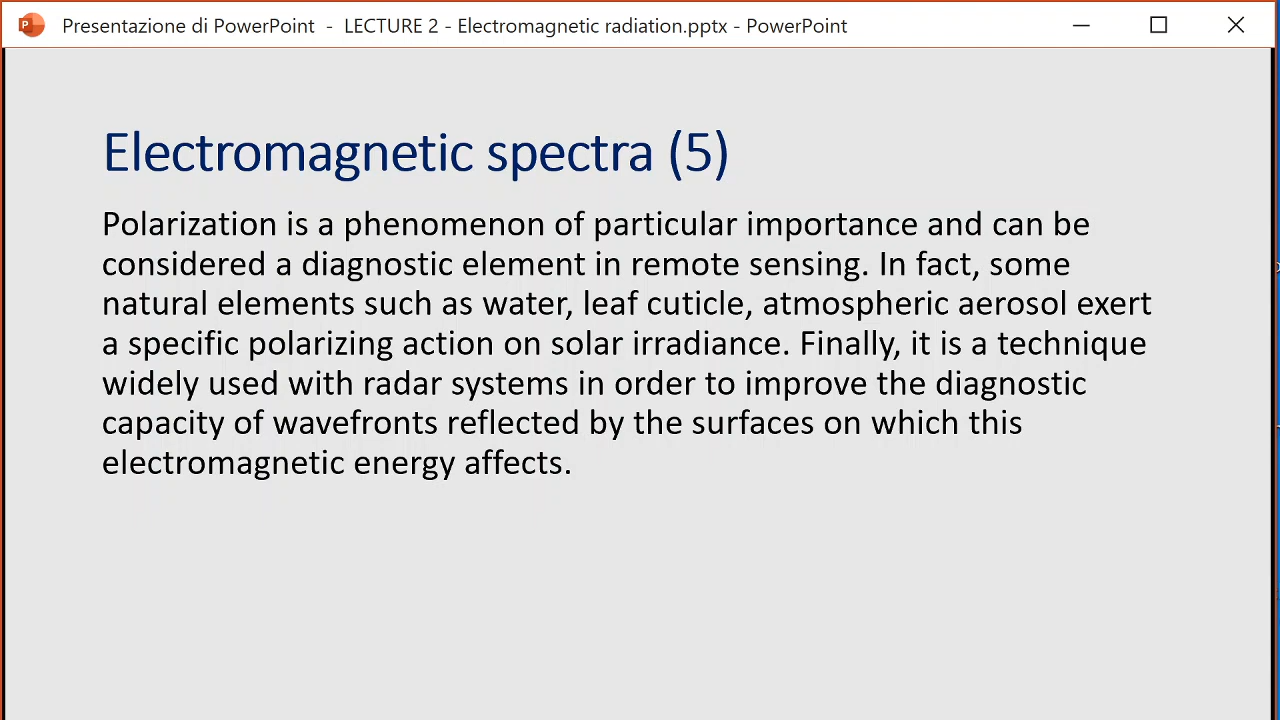 Presentazione di PowerPoint - LECTURE 2 - Electromagnetic radiation.pptx - PowerPoint
Electromagnetic spectra (5)
Polarization is a phenomenon of particular importance and can be
considered a diagnostic element in remote sensing. In fact, some
natural elements such as water, leaf cuticle, atmospheric aerosol exert
a specific polarizing action on solar irradiance. Finally, it is a technique
widely used with radar systems in order to improve the diagnostic
capacity of wavefronts reflected by the surfaces on which this
electromagnetic energy affects.